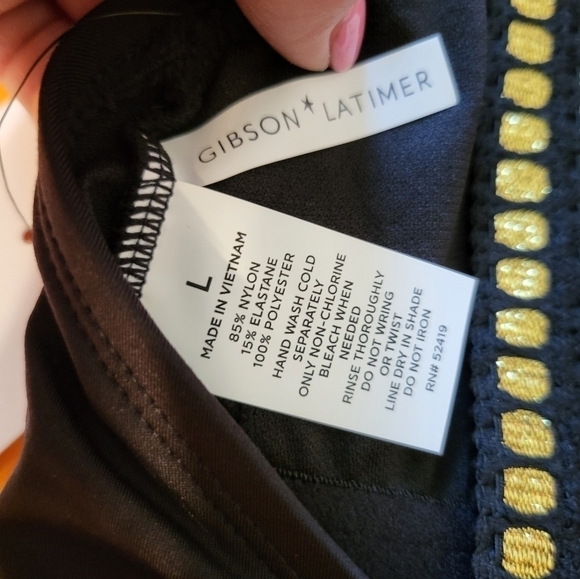 GIBSON★LATIMER
L
MADE IN VIETNAM
85% NYLON
15% ELASTANE
100% POLYESTER
HAND WASH COLD
SEPARATELY
ONLY NON-CHLORINE
BLEACH WHEN
NEEDED
RINSE THOROUGHLY
DO NOT WRING
OR TWIST
LINE DRY IN SHADE
DO NOT IRON
RN# 52419